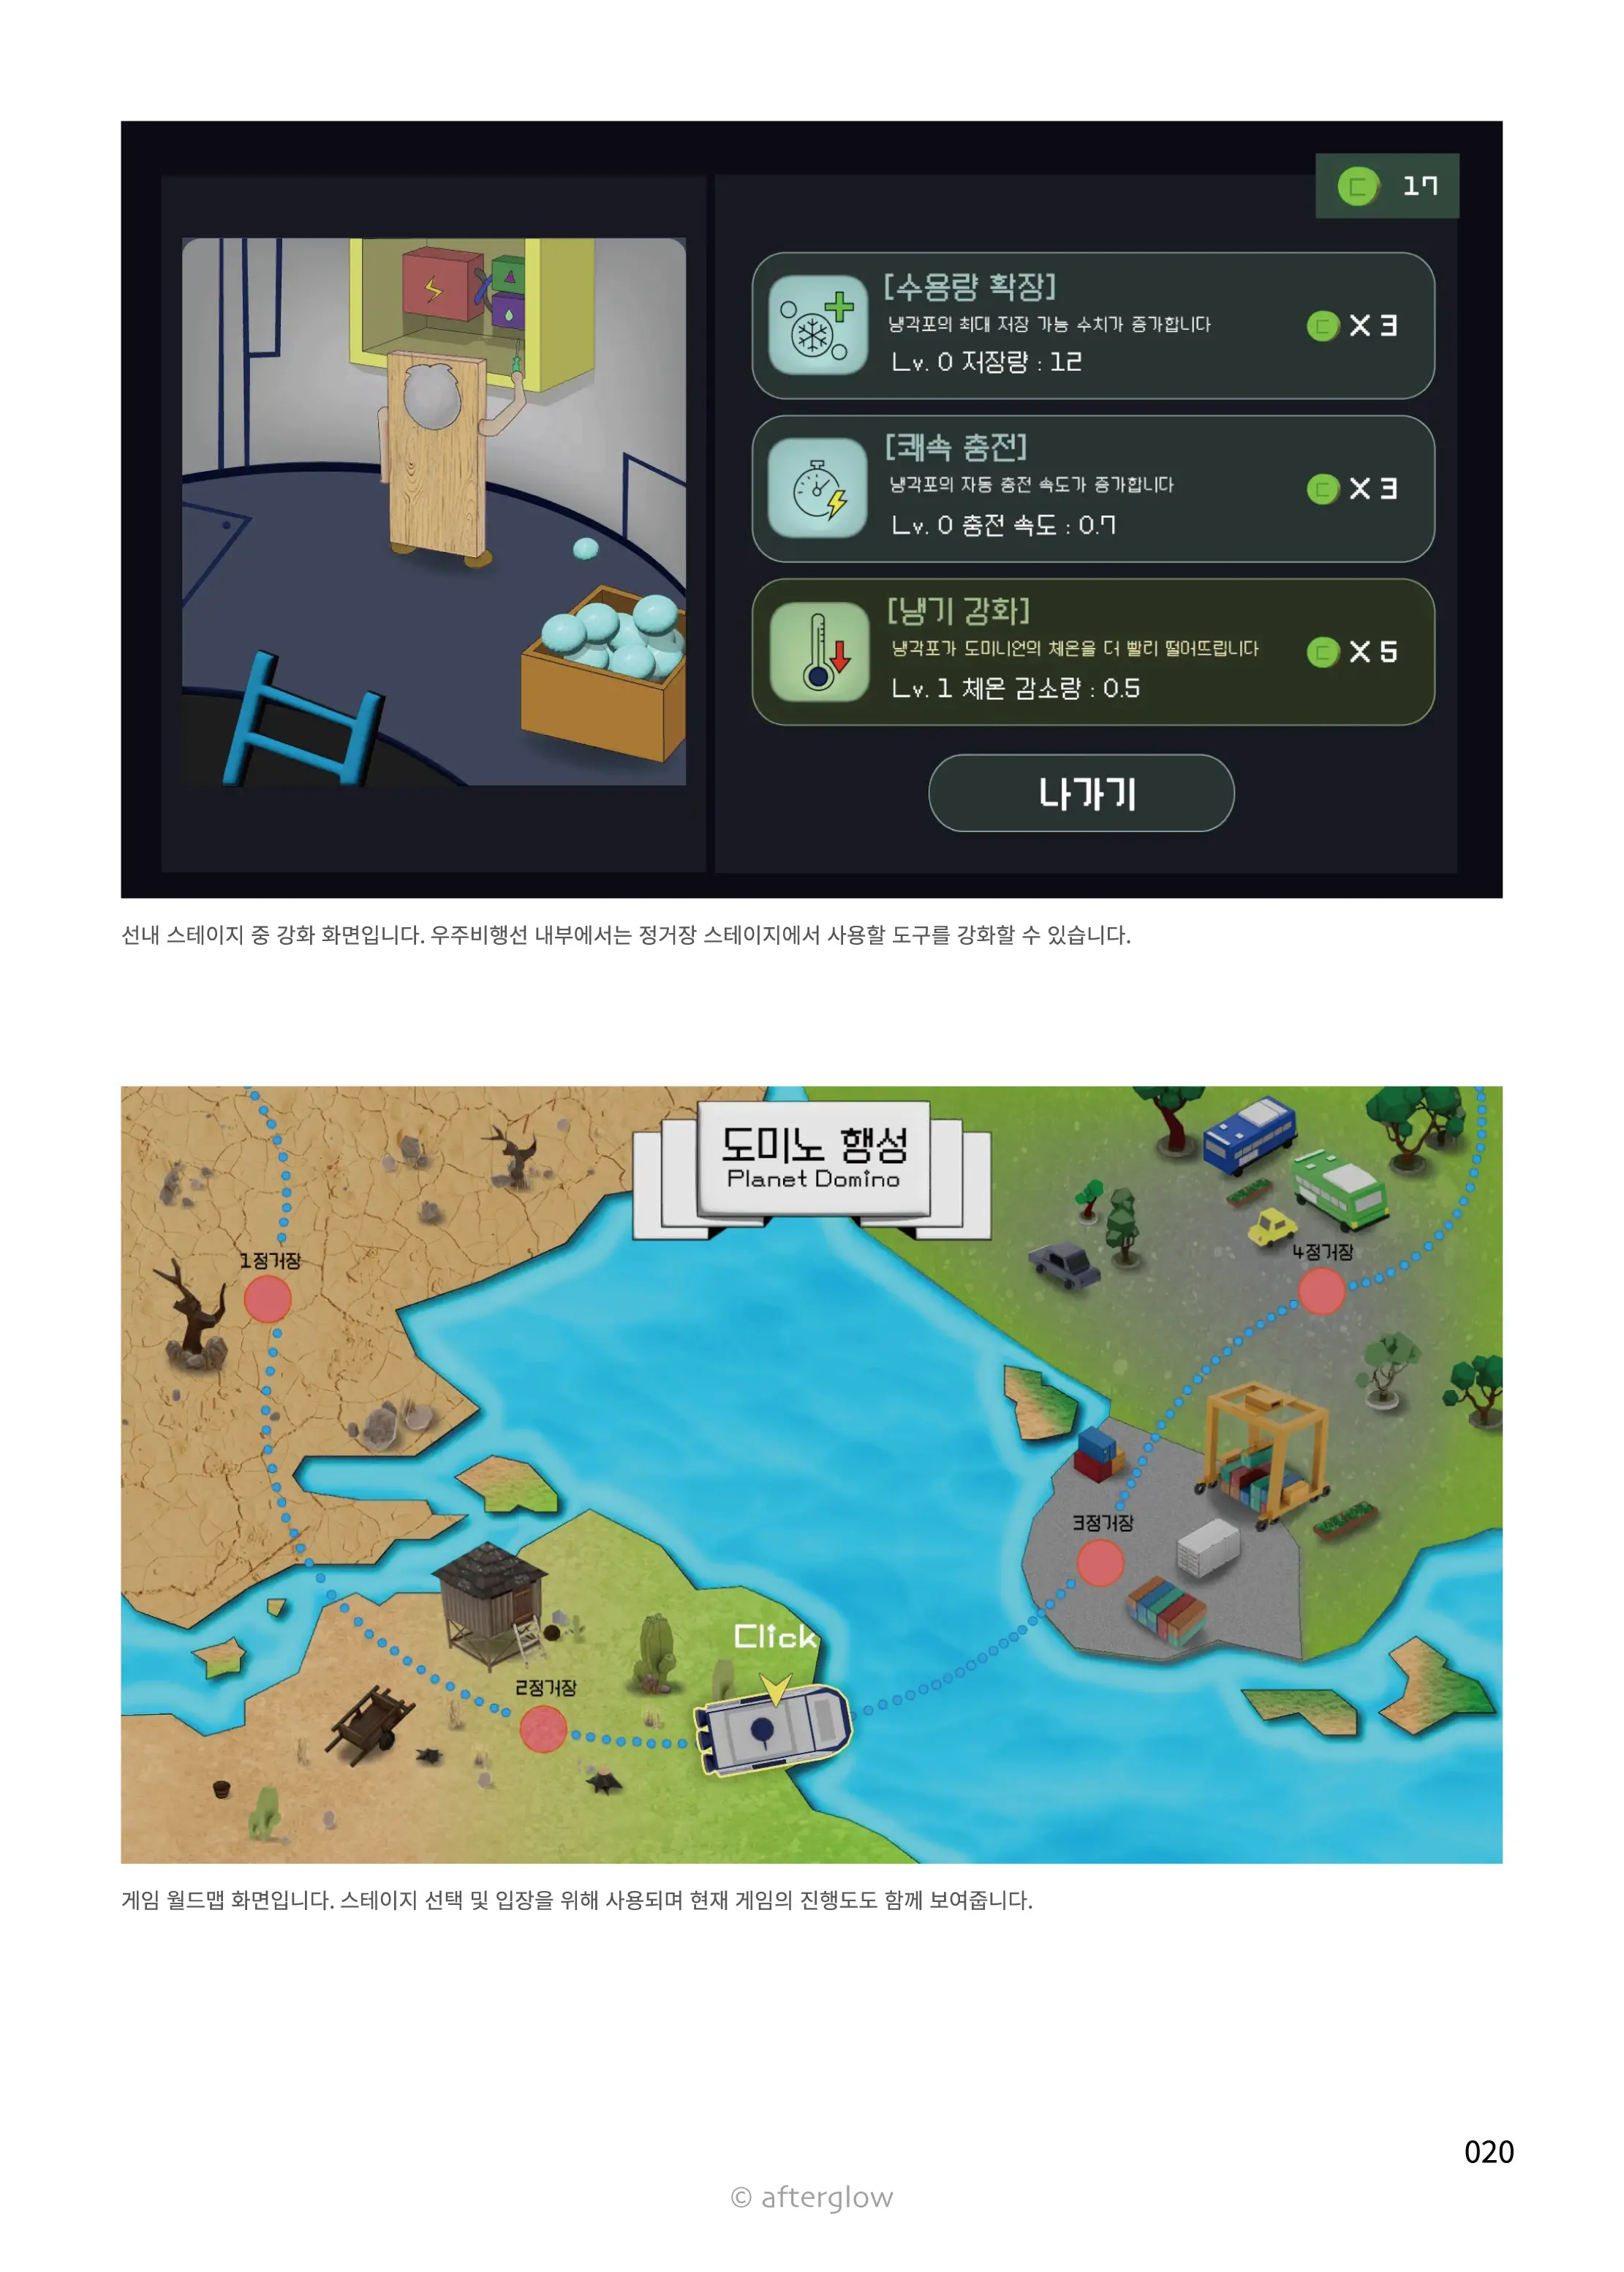 17
[수용량 확장]
냉각포의 최대 저장 가능 수치가 증가합니다
Lv. 0 저장량 : 12
X 3
[쾌속 충전]
냉각포의 자동 충전 속도가 증가합니다
Lv. 0 충전 속도 : 0.7
X 3
[냉기 강화]
냉각포가 도미니언의 체온을 더 빨리 떨어뜨립니다
Lv. 1 체온 감소량 : 0.5
X 5
나가기
선내 스테이지 중 강화 화면입니다. 우주비행선 내부에서는 정거장 스테이지에서 사용할 도구를 강화할 수 있습니다.
도미노 행성
Planet Domino
1정거장
4정거장
3정거장
Click
2정거장
게임 월드맵 화면입니다. 스테이지 선택 및 입장을 위해 사용되며 현재 게임의 진행도도 함께 보여줍니다.
020
© afterglow